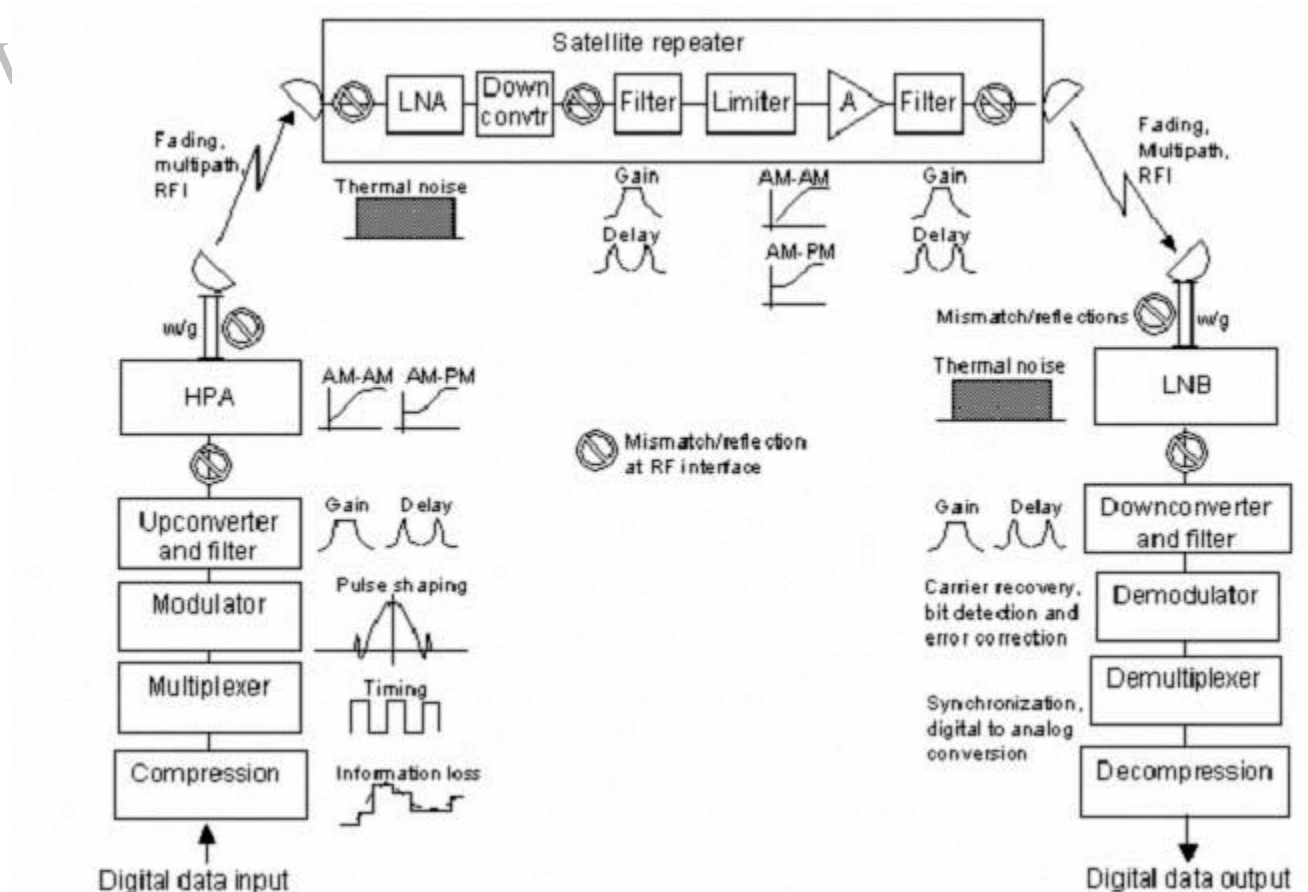 Satellite repeater
LNA
Down
convtr
Filter
Limiter
A
Filter
Fading,
multipath,
RFI
Thermal noise
Gain
Delay
AM-AM
AM-PM
Gain
Delay
Fading,
Multipath,
RFI
w/g
HPA
AM-AM AM-PM
Mismatch/reflection
at RF interface
Mismatch/reflections
w/g
Thermal noise
LNB
Upconverter
and filter
Gain Delay
Modulator
Pulse shaping
Multiplexer
Timing
Compression
Information loss
Digital data input
Gain Delay
Downconverter
and filter
Carrier recovery,
bit detection and
error correction
Demodulator
Demultiplexer
Synchronization,
digital to analog
conversion
Decompression
Digital data output